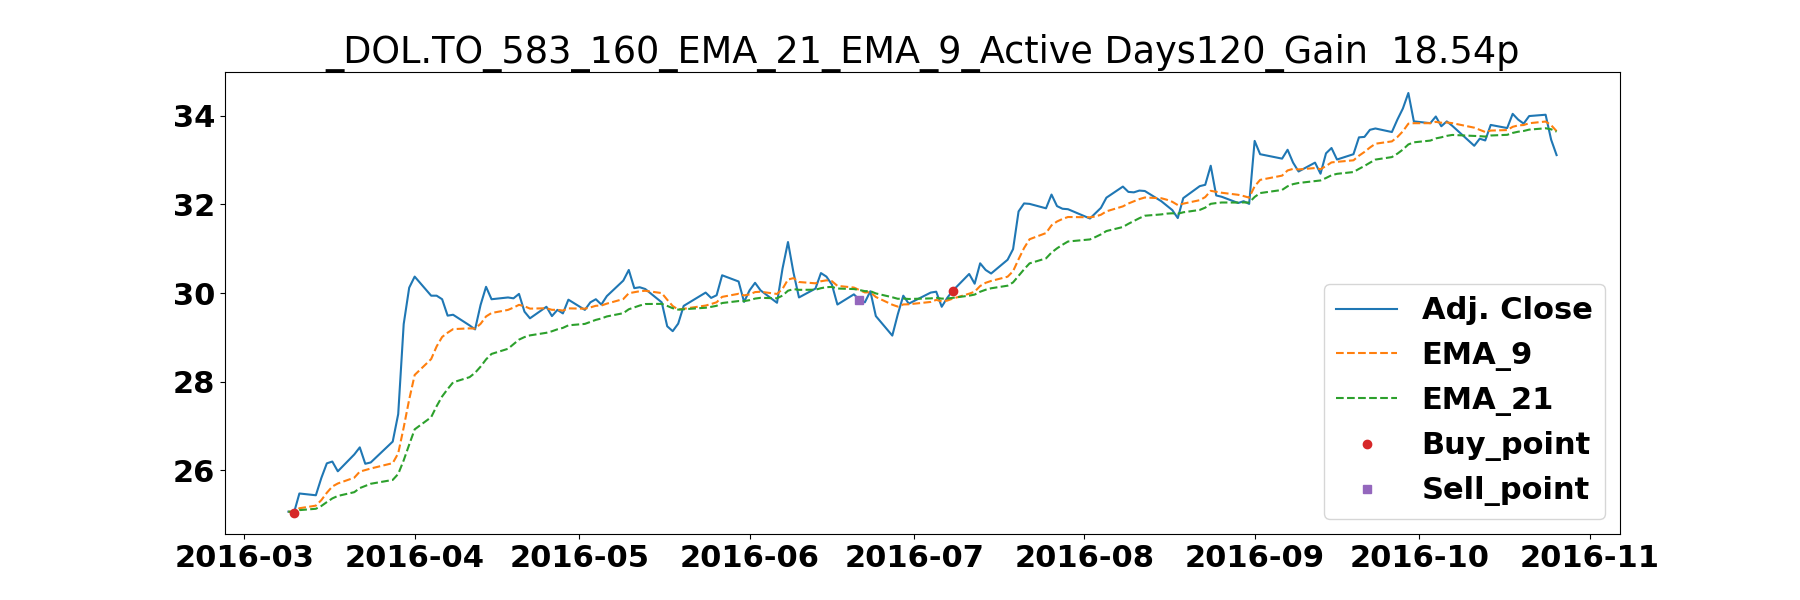 _DOL.TO_583_160_EMA_21_EMA_9_Active Days120_Gain  18.54p
34
32
30
28
26
2016-03 2016-04 2016-05 2016-06 2016-07 2016-08 2016-09 2016-10 2016-11
Adj. Close
EMA_9
EMA_21
Buy_point
Sell_point